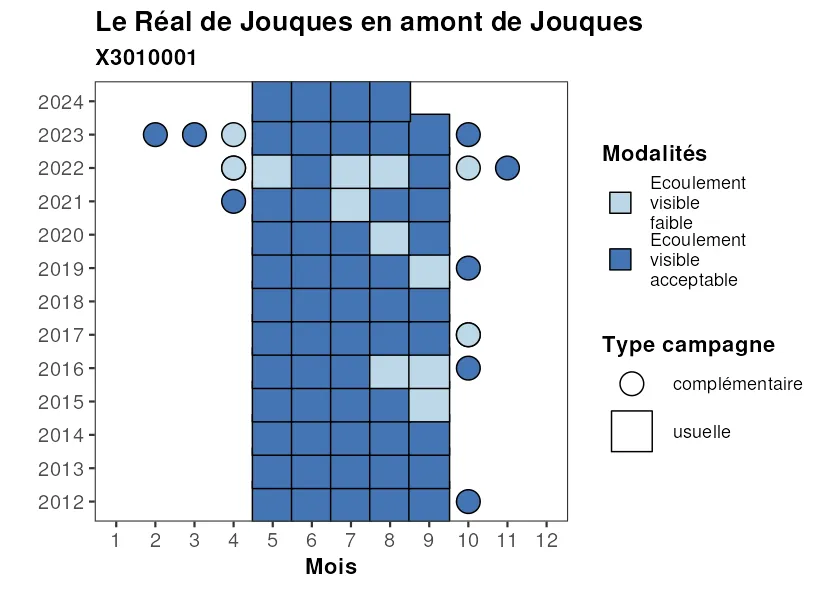 Le Réal de Jouques en amont de Jouques
X3010001
2024
2023
2022
2021
2020
2019
2018
2017
2016
2015
2014
2013
2012
1 2 3 4 5 6 7 8 9 10 11 12
Mois
Modalités
Ecoulement
visible
faible
Ecoulement
visible
acceptable
Type campagne
complémentaire
usuelle